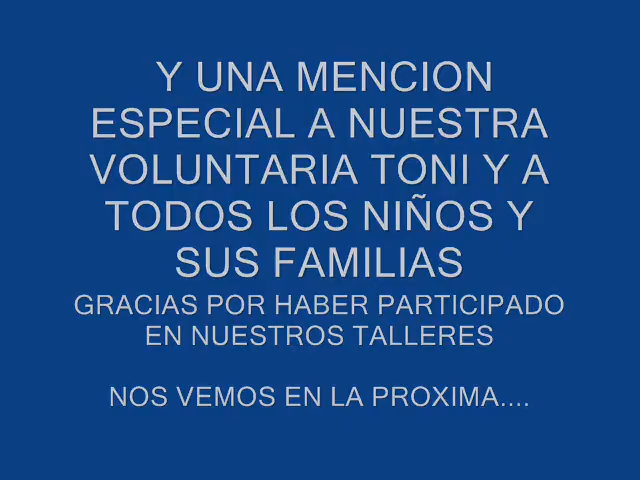 Y UNA MENCION
ESPECIAL A NUESTRA
VOLUNTARIA TONI Y A
TODOS LOS NIÑOS Y
SUS FAMILIAS
GRACIAS POR HABER PARTICIPADO
EN NUESTROS TALLERES
NOS VEMOS EN LA PROXIMA....